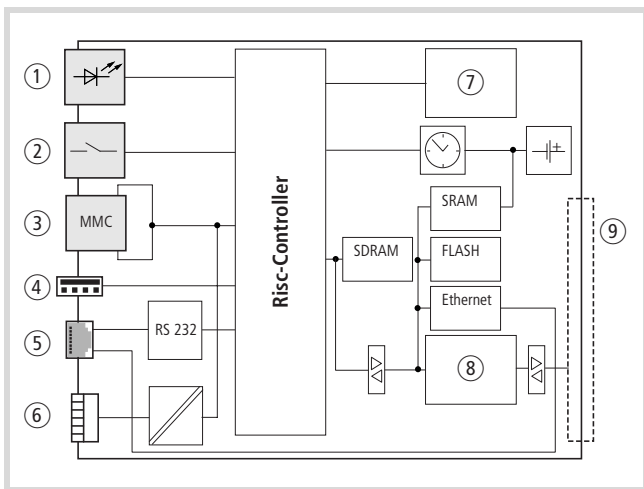 ①
②
③
④
⑤
⑥
MMC
RS 232
Risc-Controller
⑦
SRAM
SDRAM
FLASH
Ethernet
⑧
⑨